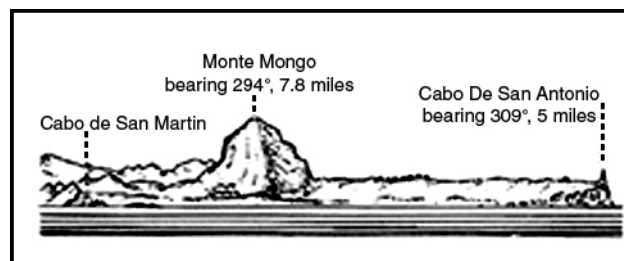 Monte Mongo
bearing 294°, 7.8 miles
Cabo De San Antonio
bearing 309°, 5 miles
Cabo de San Martin